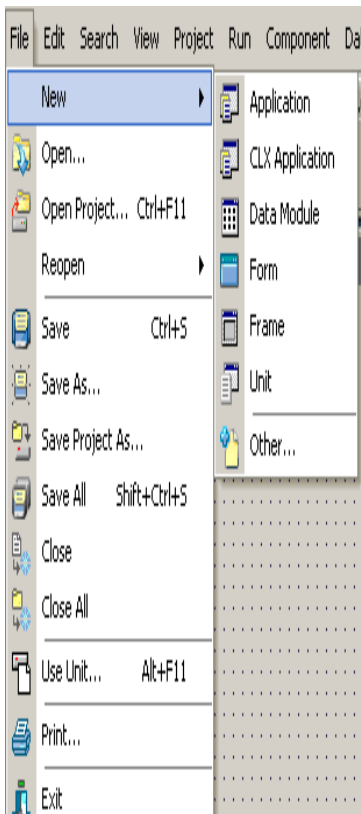 File Edit Search View Project Run Component Da
New
Open...
Open Project... Ctrl+F11
Reopen
Save Ctrl+S
Save As...
Save Project As...
Save All Shift+Ctrl+S
Close
Close All
Use Unit... Alt+F11
Print...
Exit
Application
CLX Application
Data Module
Form
Frame
Unit
Other...